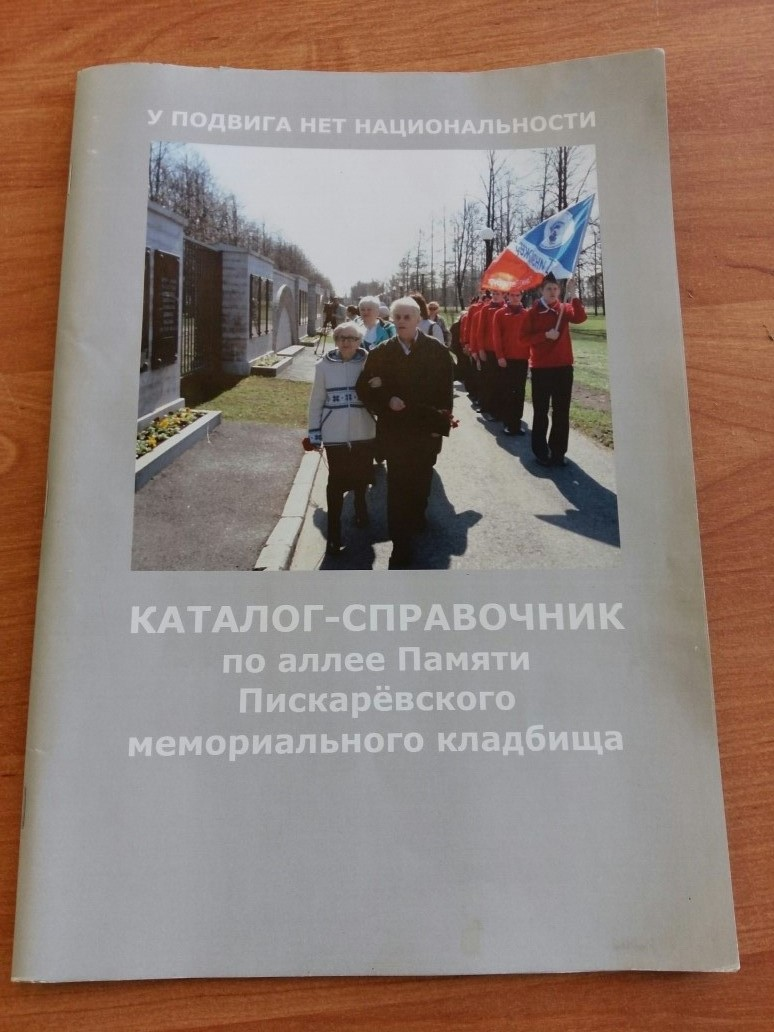 У ПОДВИГА НЕТ НАЦИОНАЛЬНОСТИ
КАТАЛОГ-СПРАВОЧНИК
по аллее Памяти
Пискарёвского
мемориального кладбища